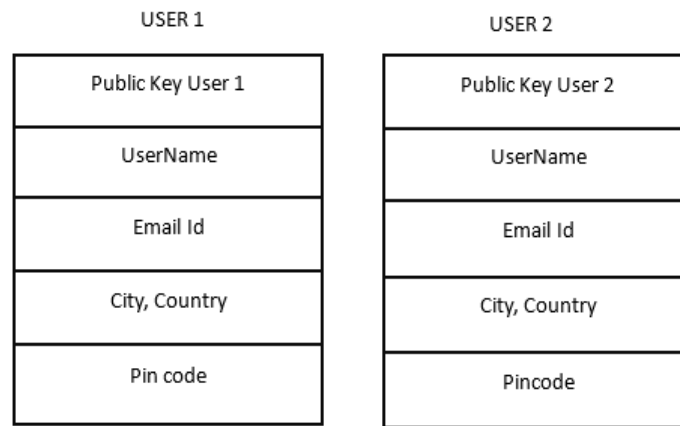 USER 1
Public Key User 1
UserName
Email Id
City, Country
Pin code
USER 2
Public Key User 2
UserName
Email Id
City, Country
Pincode